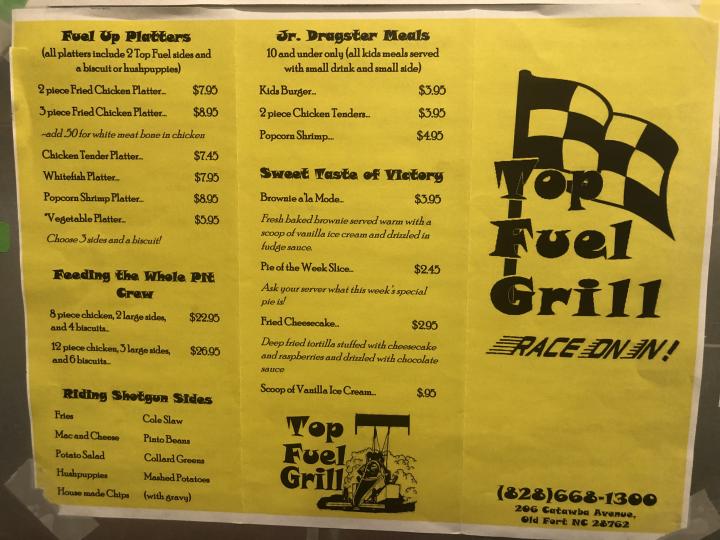 Fuel Up Platters
(all platters include 2 Top Fuel sides and
a biscuit or hushpuppies)
2 piece Fried Chicken Platter... $7.95
3 piece Fried Chicken Platter... $8.95
~add .50 for white meat bone in chicken
Chicken Tender Platter... $7.45
Whitefish Platter... $7.95
Popcorn Shrimp Platter... $8.95
*Vegetable Platter... $5.95
Choose 3 sides and a biscuit!
Feeding the Whole Pit
Crew
8 piece chicken, 2 large sides, $22.95
and 4 biscuits...
12 piece chicken, 3 large sides, $26.95
and 6 biscuits...
Riding Shotgun Sides
Fries Cole Slaw
Mac and Cheese Pinto Beans
Potato Salad Collard Greens
Hushpuppies Mashed Potatoes
House made Chips (with gravy)
Jr. Dragster Meals
10 and under only (all kids meals served
with small drink and small side)
Kids Burger... $3.95
2 piece Chicken Tenders... $3.95
Popcorn Shrimp.... $4.95
Sweet Taste of Victory
Brownie a la Mode... $3.95
Fresh baked brownie served warm with a
scoop of vanilla ice cream and drizzled in
fudge sauce.
Pie of the Week Slice... $2.45
Ask your server what this week's special
pie is!
Fried Cheesecake... $2.95
Deep fried tortilla stuffed with cheesecake
and raspberries and drizzled with chocolate
sauce
Scoop of Vanilla Ice Cream... $.95
Top
Fuel
Grill
Top
Fuel
Grill
RACE ON IN!
(828)668-1300
206 Catawba Avenue,
Old Fort NC 28762